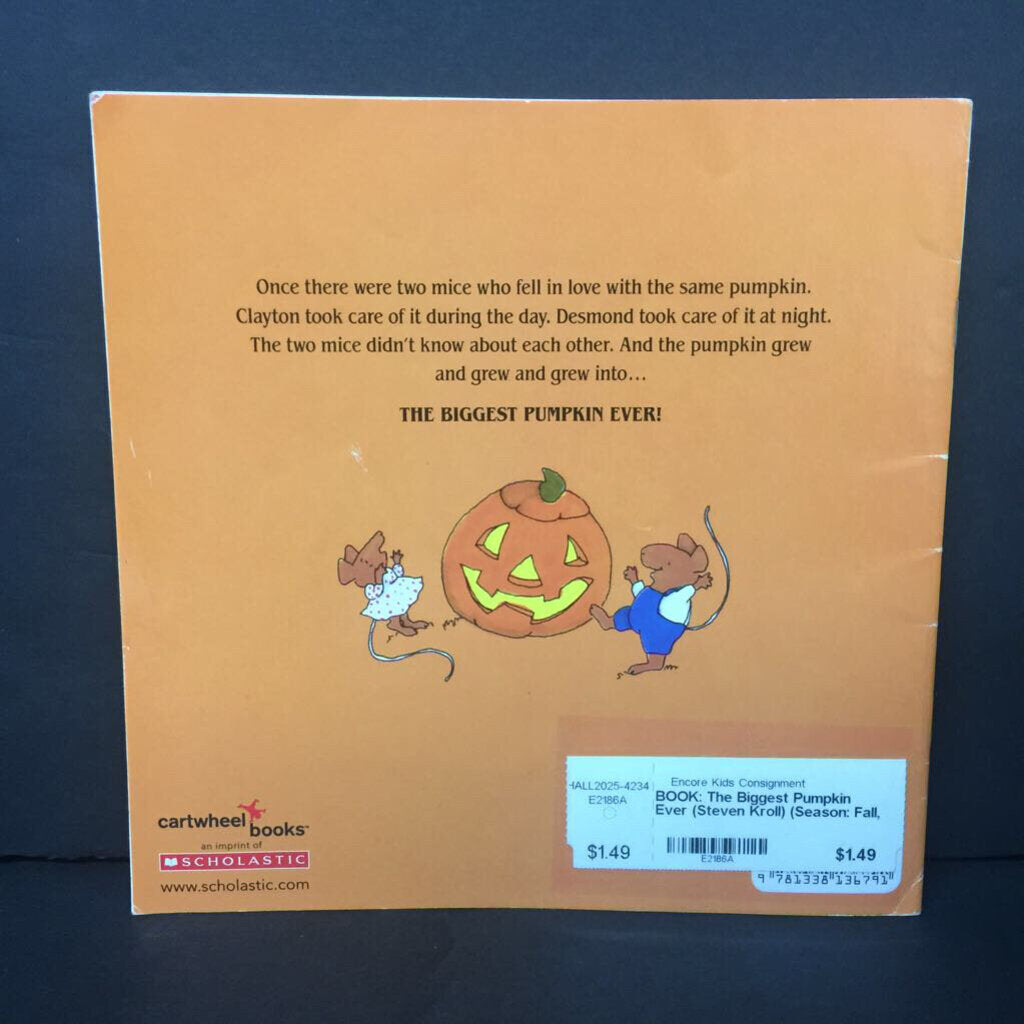 Once there were two mice who fell in love with the same pumpkin.
Clayton took care of it during the day. Desmond took care of it at night.
The two mice didn't know about each other. And the pumpkin grew
and grew and grew into...
THE BIGGEST PUMPKIN EVER!
cartwheel books™
an imprint of
SCHOLASTIC
www.scholastic.com
HALL2025-4234
E2186A
$1.49
Encore Kids Consignment
BOOK: The Biggest Pumpkin
Ever (Steven Kroll) (Season: Fall,
E2186A
$1.49
9 781338 136791